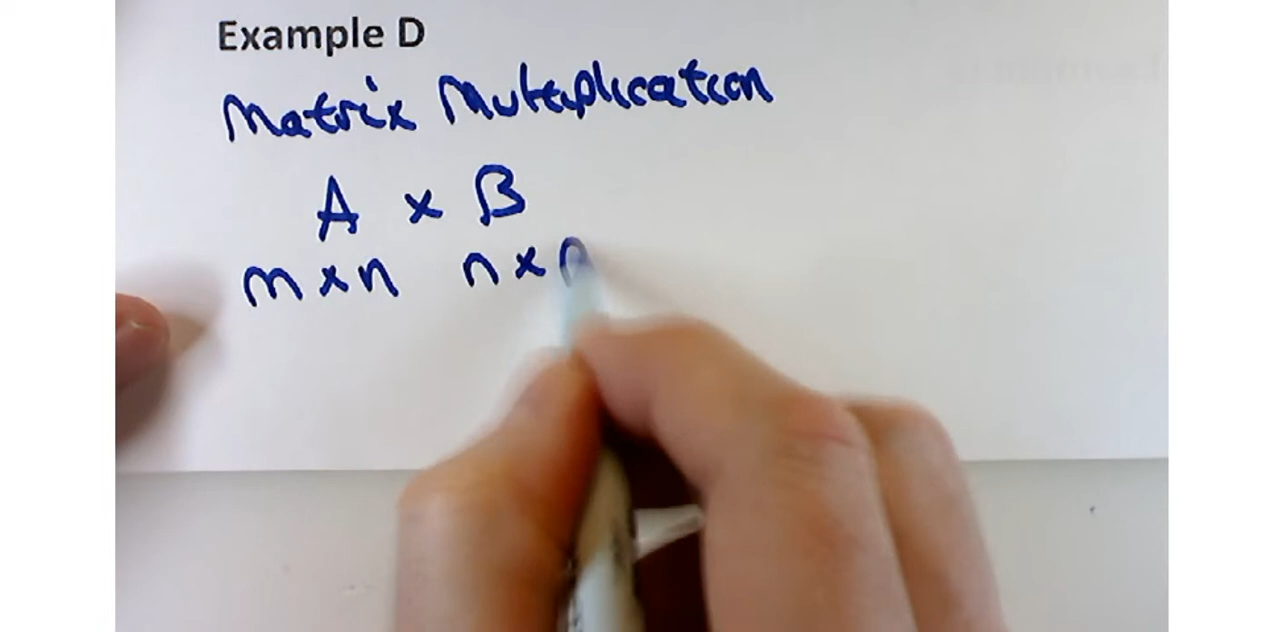 Example D
Matrix Multiplication
A × B
m × n n ×